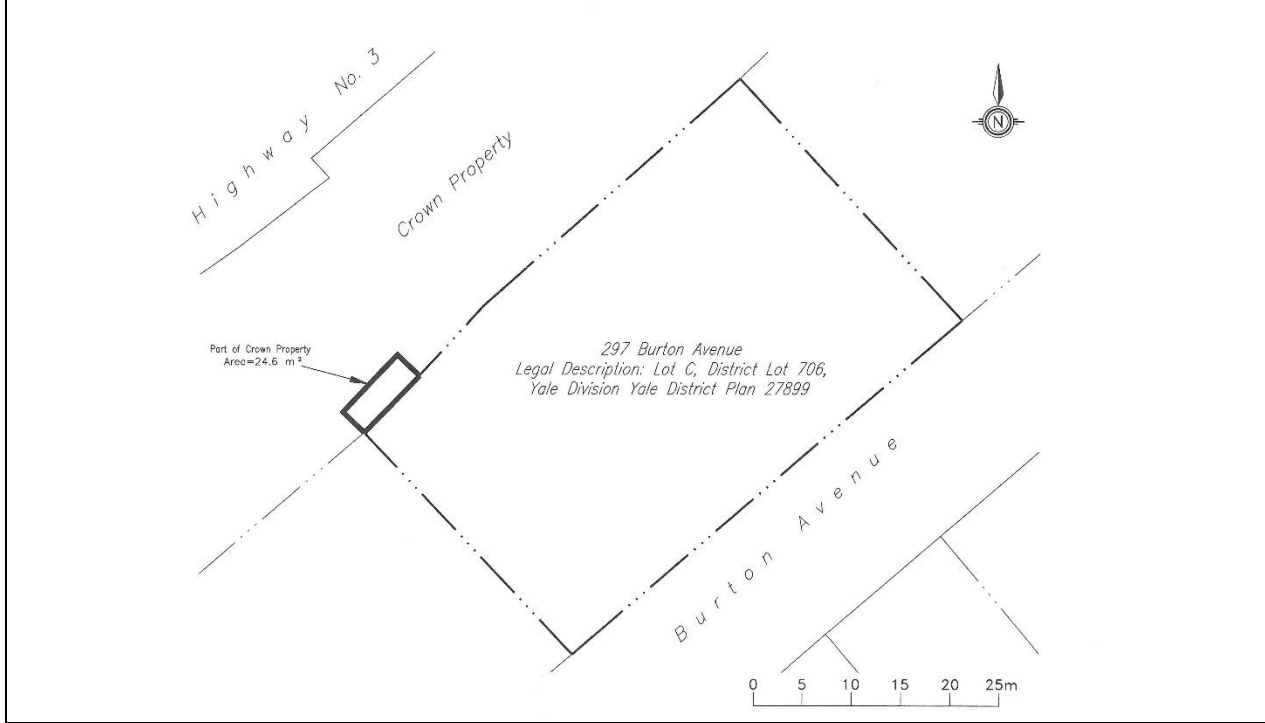 Highway No. 3
N
Crown Property
Part of Crown Property
Area=24.6 m²
297 Burton Avenue
Legal Description: Lot C, District Lot 706,
Yale Division Yale District Plan 27899
Burton Avenue
0 5 10 15 20 25m